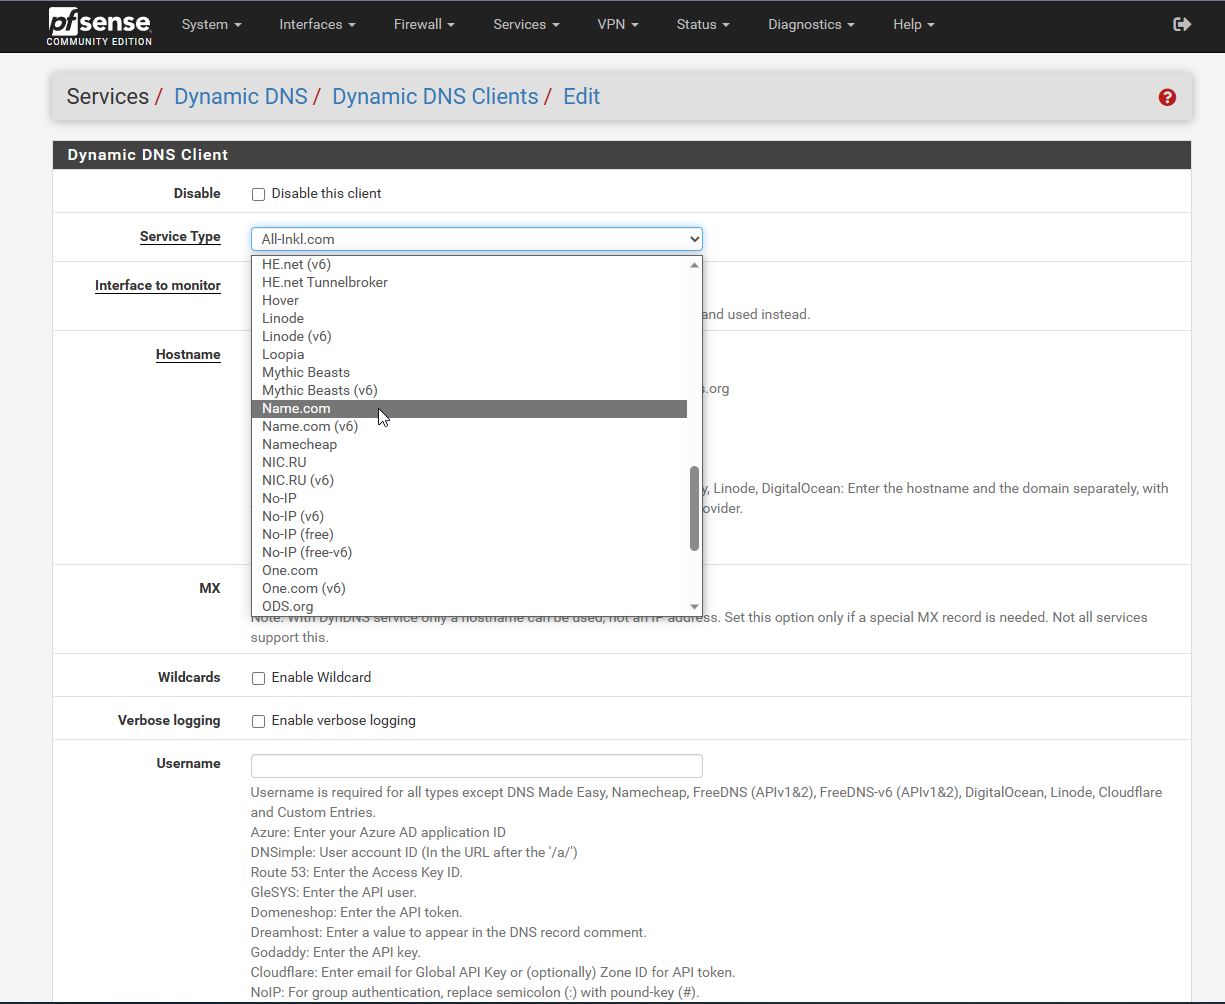 pfsense
COMMUNITY EDITION
System Interfaces Firewall Services VPN Status Diagnostics Help
Services / Dynamic DNS / Dynamic DNS Clients / Edit
?
Dynamic DNS Client
Disable Disable this client
Service Type All-Inkl.com
HE.net (v6)
HE.net Tunnelbroker
Interface to monitor
Hover
and used instead.
Linode
Linode (v6)
Hostname Loopia
Mythic Beasts
Mythic Beasts (v6) s.org
Name.com
Name.com (v6)
Namecheap
NIC.RU
NIC.RU (v6)
y, Linode, DigitalOcean: Enter the hostname and the domain separately, with
No-IP
ovider.
No-IP (v6)
No-IP (free)
No-IP (free-v6)
One.com
MX One.com (v6)
ODS.org
Note: With DynDNS service only a hostname can be used, not an IP address. Set this option only if a special MX record is needed. Not all services
support this.
Wildcards Enable Wildcard
Verbose logging Enable verbose logging
Username
Username is required for all types except DNS Made Easy, Namecheap, FreeDNS (APIv1&2), FreeDNS-v6 (APIv1&2), DigitalOcean, Linode, Cloudflare
and Custom Entries.
Azure: Enter your Azure AD application ID
DNSimple: User account ID (In the URL after the '/a/')
Route 53: Enter the Access Key ID.
GleSYS: Enter the API user.
Domeneshop: Enter the API token.
Dreamhost: Enter a value to appear in the DNS record comment.
Godaddy: Enter the API key.
Cloudflare: Enter email for Global API Key or (optionally) Zone ID for API token.
NoIP: For group authentication, replace semicolon (:) with pound-key (#).